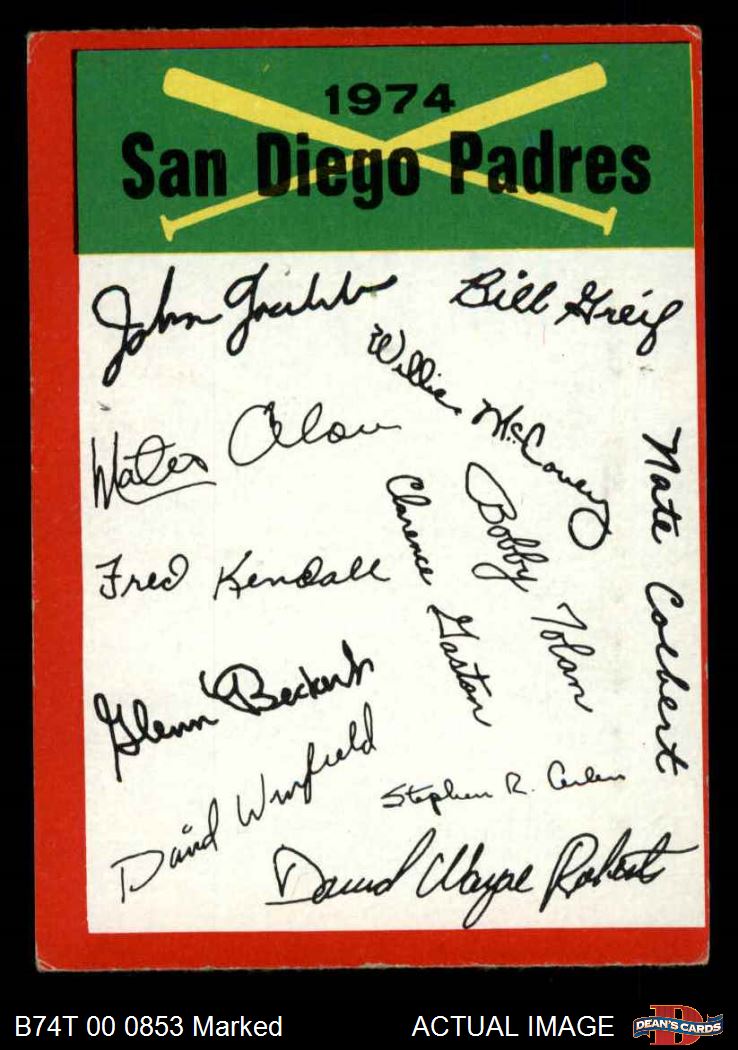 1974
San Diego Padres
John Grubb
Bill Greif
Willie McCovey
Mateo Alou
Nate Colbert
Clarence Gaston
Bobby Tolan
Fred Kendall
Glenn Beckert
David Winfield
Stephen R. Arlin
David Wayne Roberts
B74T 00 0853 Marked
ACTUAL IMAGE
D
DEAN'S CARDS